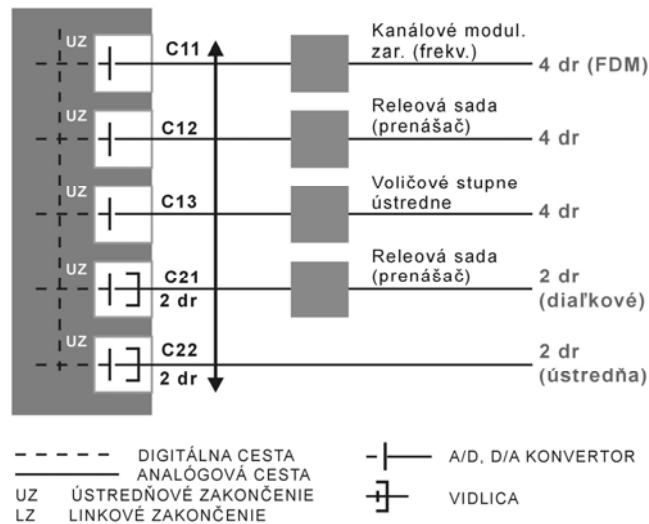 UZ
C11
Kanálové modul.
zar. (frekv.)
4 dr (FDM)
UZ
C12
Releová sada
(prenášač)
4 dr
UZ
C13
Voličové stupne
ústredne
4 dr
UZ
C21
2 dr
Releová sada
(prenášač)
2 dr
(diaľkové)
UZ
C22
2 dr
2 dr
(ústredňa)
DIGITÁLNA CESTA
ANALÓGOVÁ CESTA
UZ ÚSTREDŇOVÉ ZAKONČENIE
LZ LINKOVÉ ZAKONČENIE
A/D, D/A KONVERTOR
VIDLICA